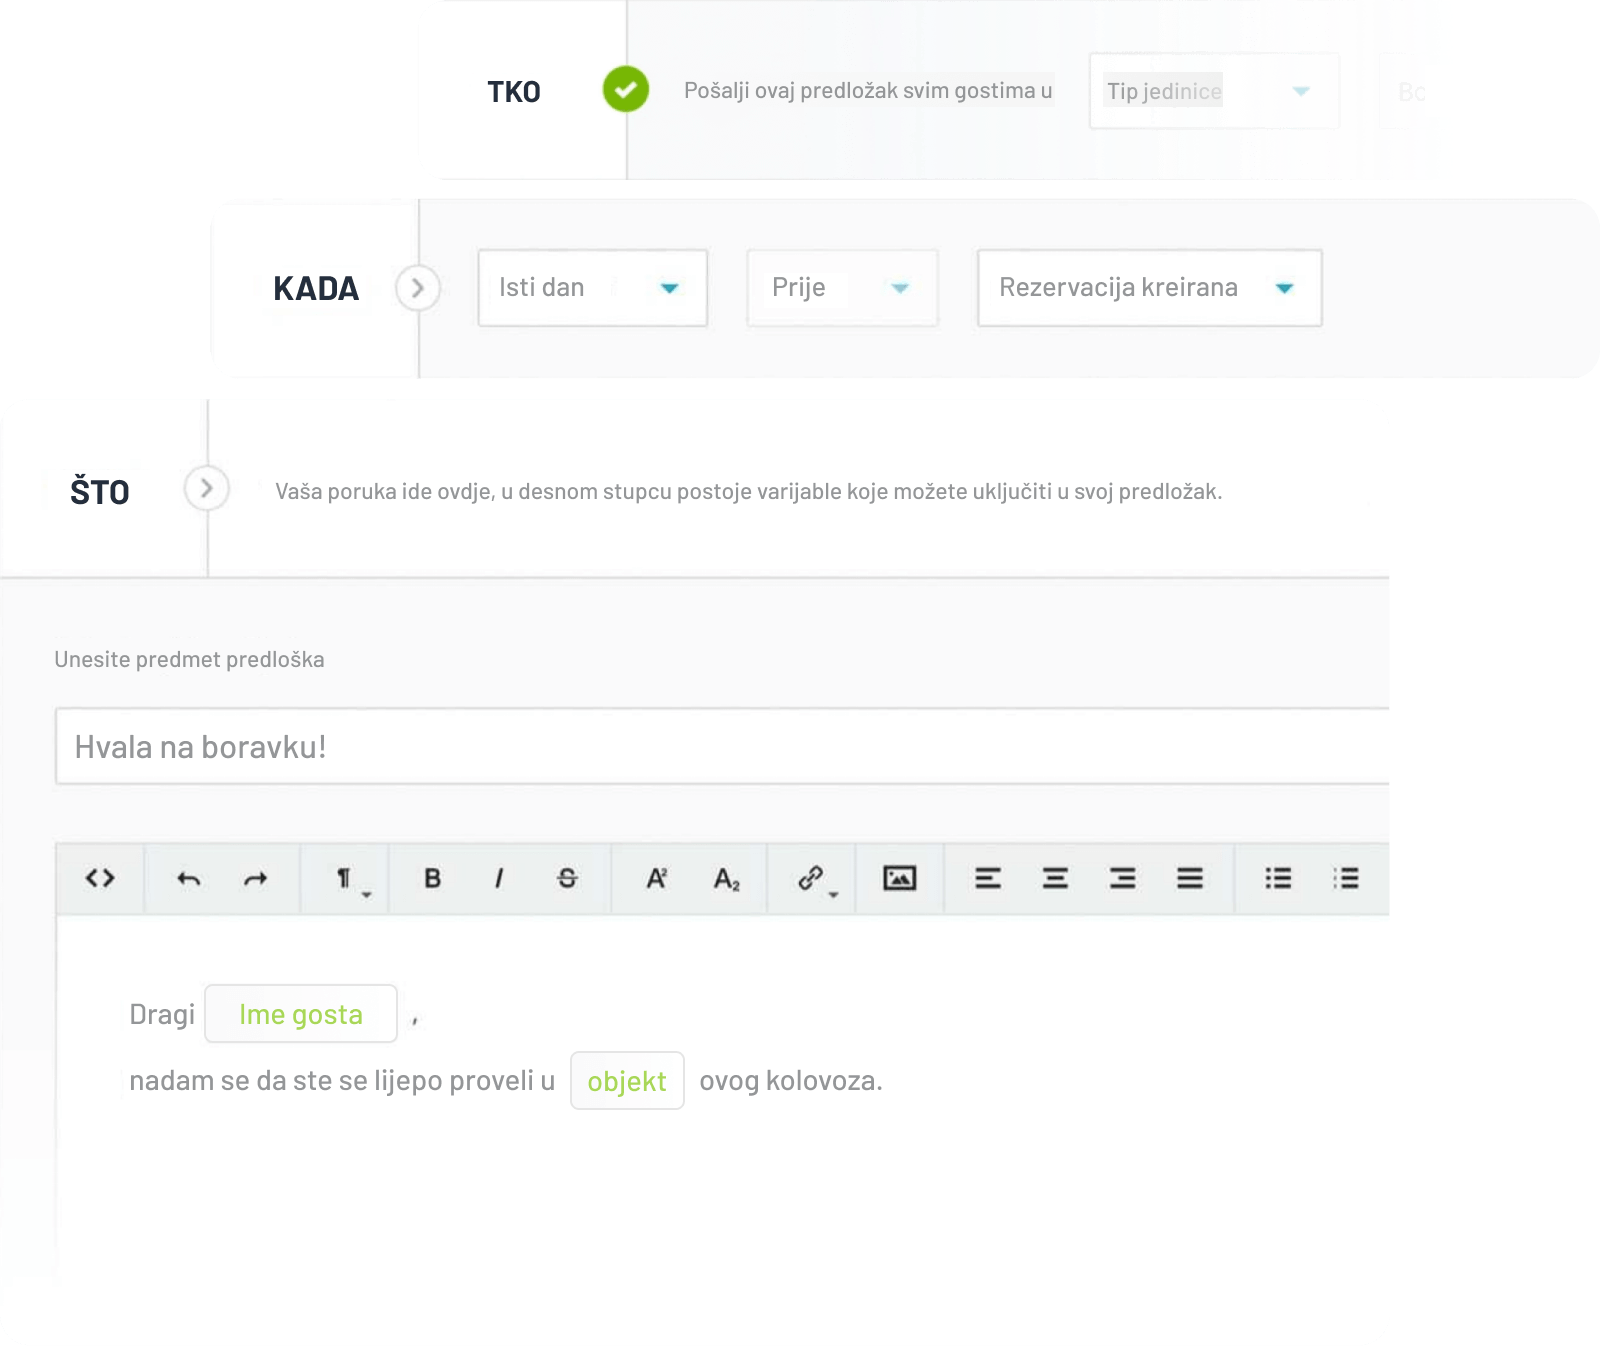 TKO Pošalji ovaj predložak svim gostima u Tip jedinice
KADA Isti dan Prije Rezervacija kreirana
ŠTO Vaša poruka ide ovdje, u desnom stupcu postoje varijable koje možete uključiti u svoj predložak.
Unesite predmet predloška
Hvala na boravku!
Dragi Ime gosta ,
nadam se da ste se lijepo proveli u objekt ovog kolovoza.